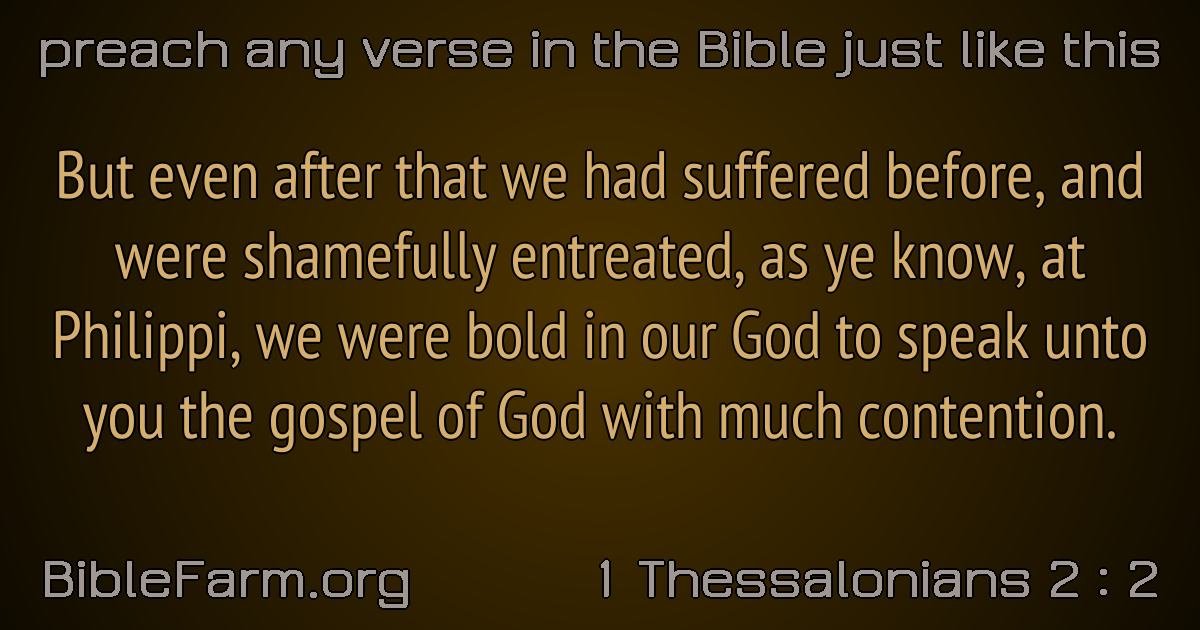 preach any verse in the Bible just like this
But even after that we had suffered before, and
were shamefully entreated, as ye know, at
Philippi, we were bold in our God to speak unto
you the gospel of God with much contention.
BibleFarm.org
1 Thessalonians 2 : 2